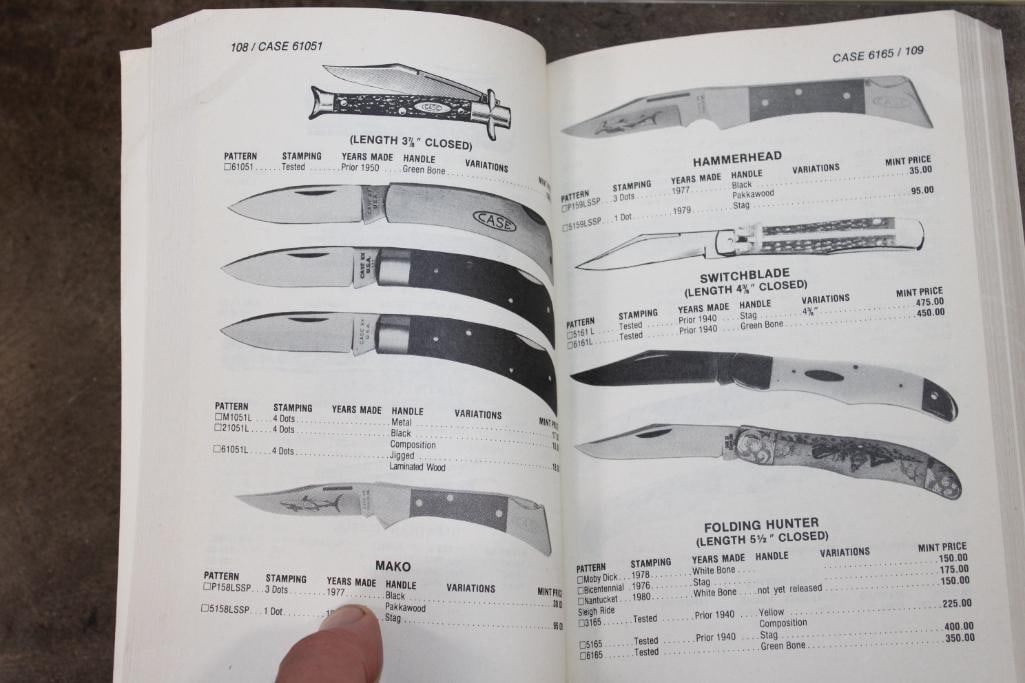 108 / CASE 61051
CASE
(LENGTH 3⅞" CLOSED)
PATTERN STAMPING YEARS MADE HANDLE VARIATIONS
□61051 ..... Tested ...... Prior 1950 ..... Green Bone
CASE
CASE XX
U.S.A.
PATTERN STAMPING YEARS MADE HANDLE VARIATIONS MINT
□M1051L .... 4 Dots Metal
□21051L .... 4 Dots Black
Composition
□61051L .... 4 Dots Jigged
Laminated Wood
MAKO
PATTERN STAMPING YEARS MADE HANDLE VARIATIONS MINT PRIC
□P158LSSP ... 3 Dots 1977 Black
Pakkawood
□5158LSSP ... 1 Dot Stag
CASE 6165 / 109
CASE
HAMMERHEAD
PATTERN STAMPING YEARS MADE HANDLE VARIATIONS MINT PRICE
□P159LSSP ... 3 Dots 1977 Black 35.00
Pakkawood
□5159LSSP ... 1 Dot 1979 Stag 95.00
SWITCHBLADE
(LENGTH 4⅜" CLOSED)
PATTERN STAMPING YEARS MADE HANDLE VARIATIONS MINT PRICE
□5161 L Tested Prior 1940 Stag 4⅜" 475.00
□6161L Tested Prior 1940 Green Bone 450.00
FOLDING HUNTER
(LENGTH 5½" CLOSED)
PATTERN STAMPING YEARS MADE HANDLE VARIATIONS MINT PRICE
□Moby Dick ... 1978 White Bone 150.00
□Bicentennial 1976 Stag 175.00
□Nantucket ... 1980 White Bone not yet released 150.00
Sleigh Ride
□3165 Tested Prior 1940 Yellow 225.00
Composition
□5165 Tested Prior 1940 Stag 400.00
□6165 Tested Green Bone 350.00